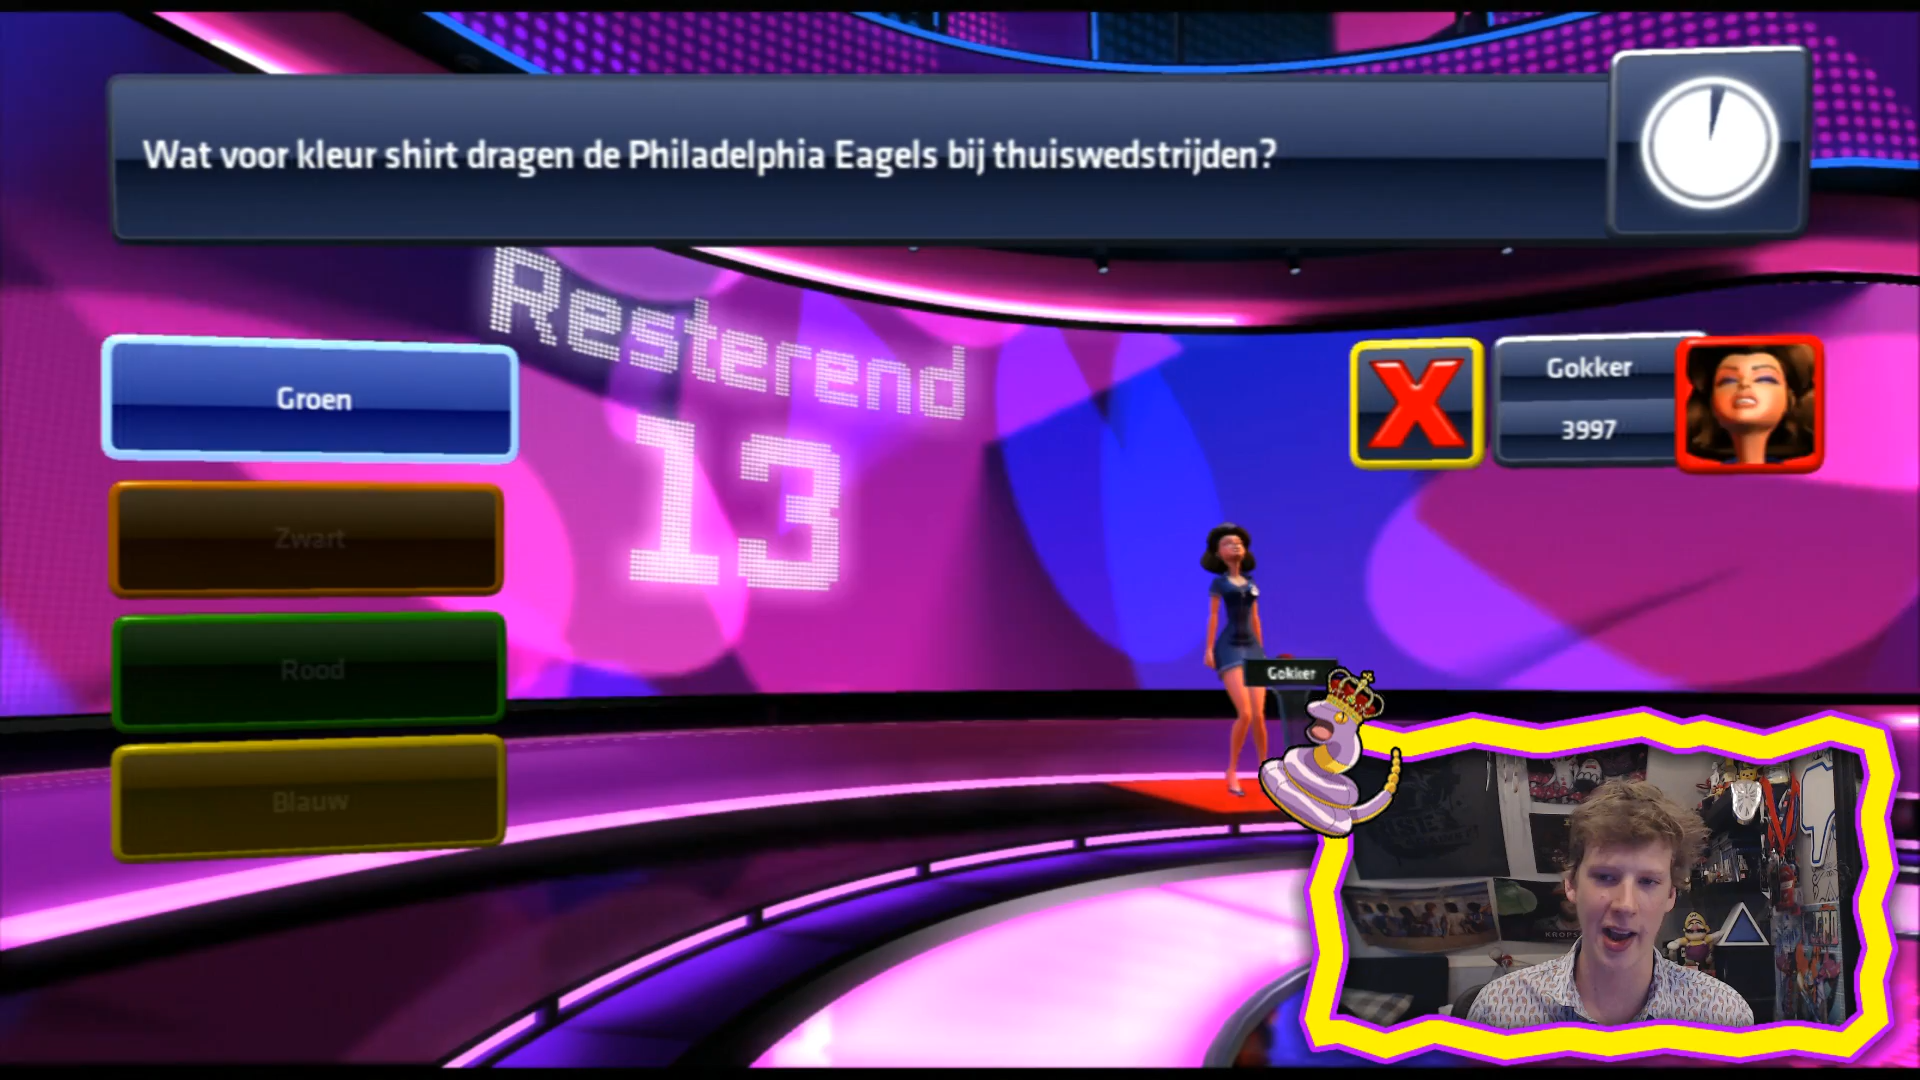 Wat voor kleur shirt dragen de Philadelphia Eagels bij thuiswedstrijden?
Resterend
13
Groen
Zwart
Rood
Blauw
X
Gokker
3997
Gokker